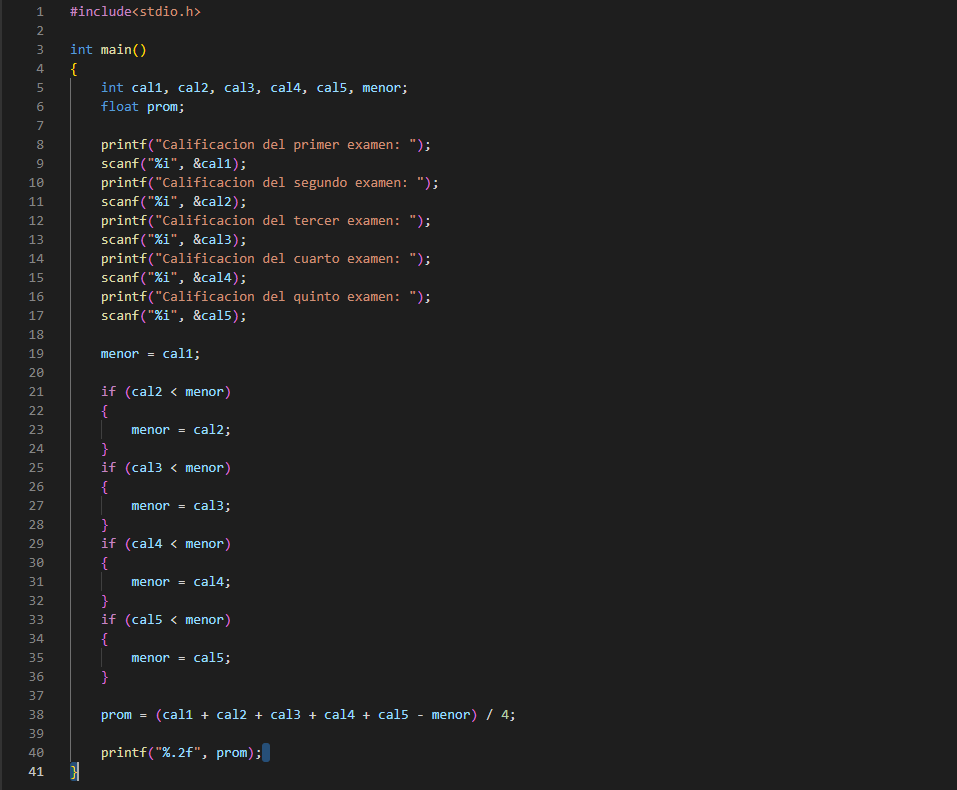 1 #include<stdio.h>
2
3 int main()
4 {
5     int cal1, cal2, cal3, cal4, cal5, menor;
6     float prom;
7
8     printf("Calificacion del primer examen: ");
9     scanf("%i", &cal1);
10     printf("Calificacion del segundo examen: ");
11     scanf("%i", &cal2);
12     printf("Calificacion del tercer examen: ");
13     scanf("%i", &cal3);
14     printf("Calificacion del cuarto examen: ");
15     scanf("%i", &cal4);
16     printf("Calificacion del quinto examen: ");
17     scanf("%i", &cal5);
18
19     menor = cal1;
20
21     if (cal2 < menor)
22     {
23         menor = cal2;
24     }
25     if (cal3 < menor)
26     {
27         menor = cal3;
28     }
29     if (cal4 < menor)
30     {
31         menor = cal4;
32     }
33     if (cal5 < menor)
34     {
35         menor = cal5;
36     }
37
38     prom = (cal1 + cal2 + cal3 + cal4 + cal5 - menor) / 4;
39
40     printf("%.2f", prom);
41 }